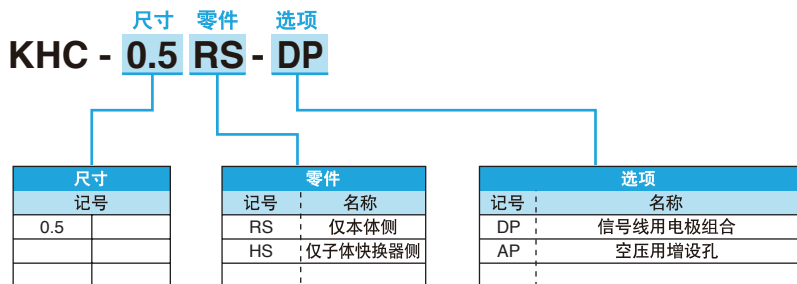 尺寸 零件 选项
KHC - 0.5 RS - DP
尺寸
记号
0.5
零件
记号 名称
RS 仅本体侧
HS 仅子体快换器侧
选项
记号 名称
DP 信号线用电极组合
AP 空压用增设孔